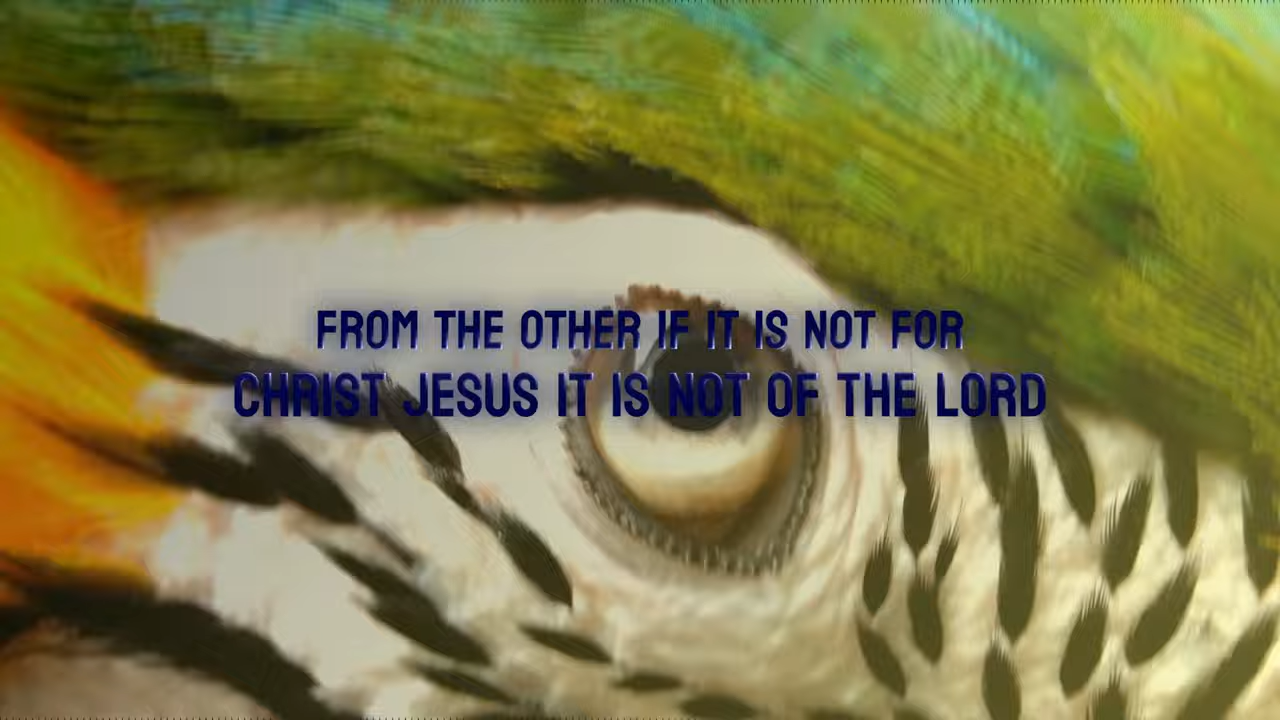 FROM THE OTHER IF IT IS NOT FOR
CHRIST JESUS IT IS NOT OF THE LORD